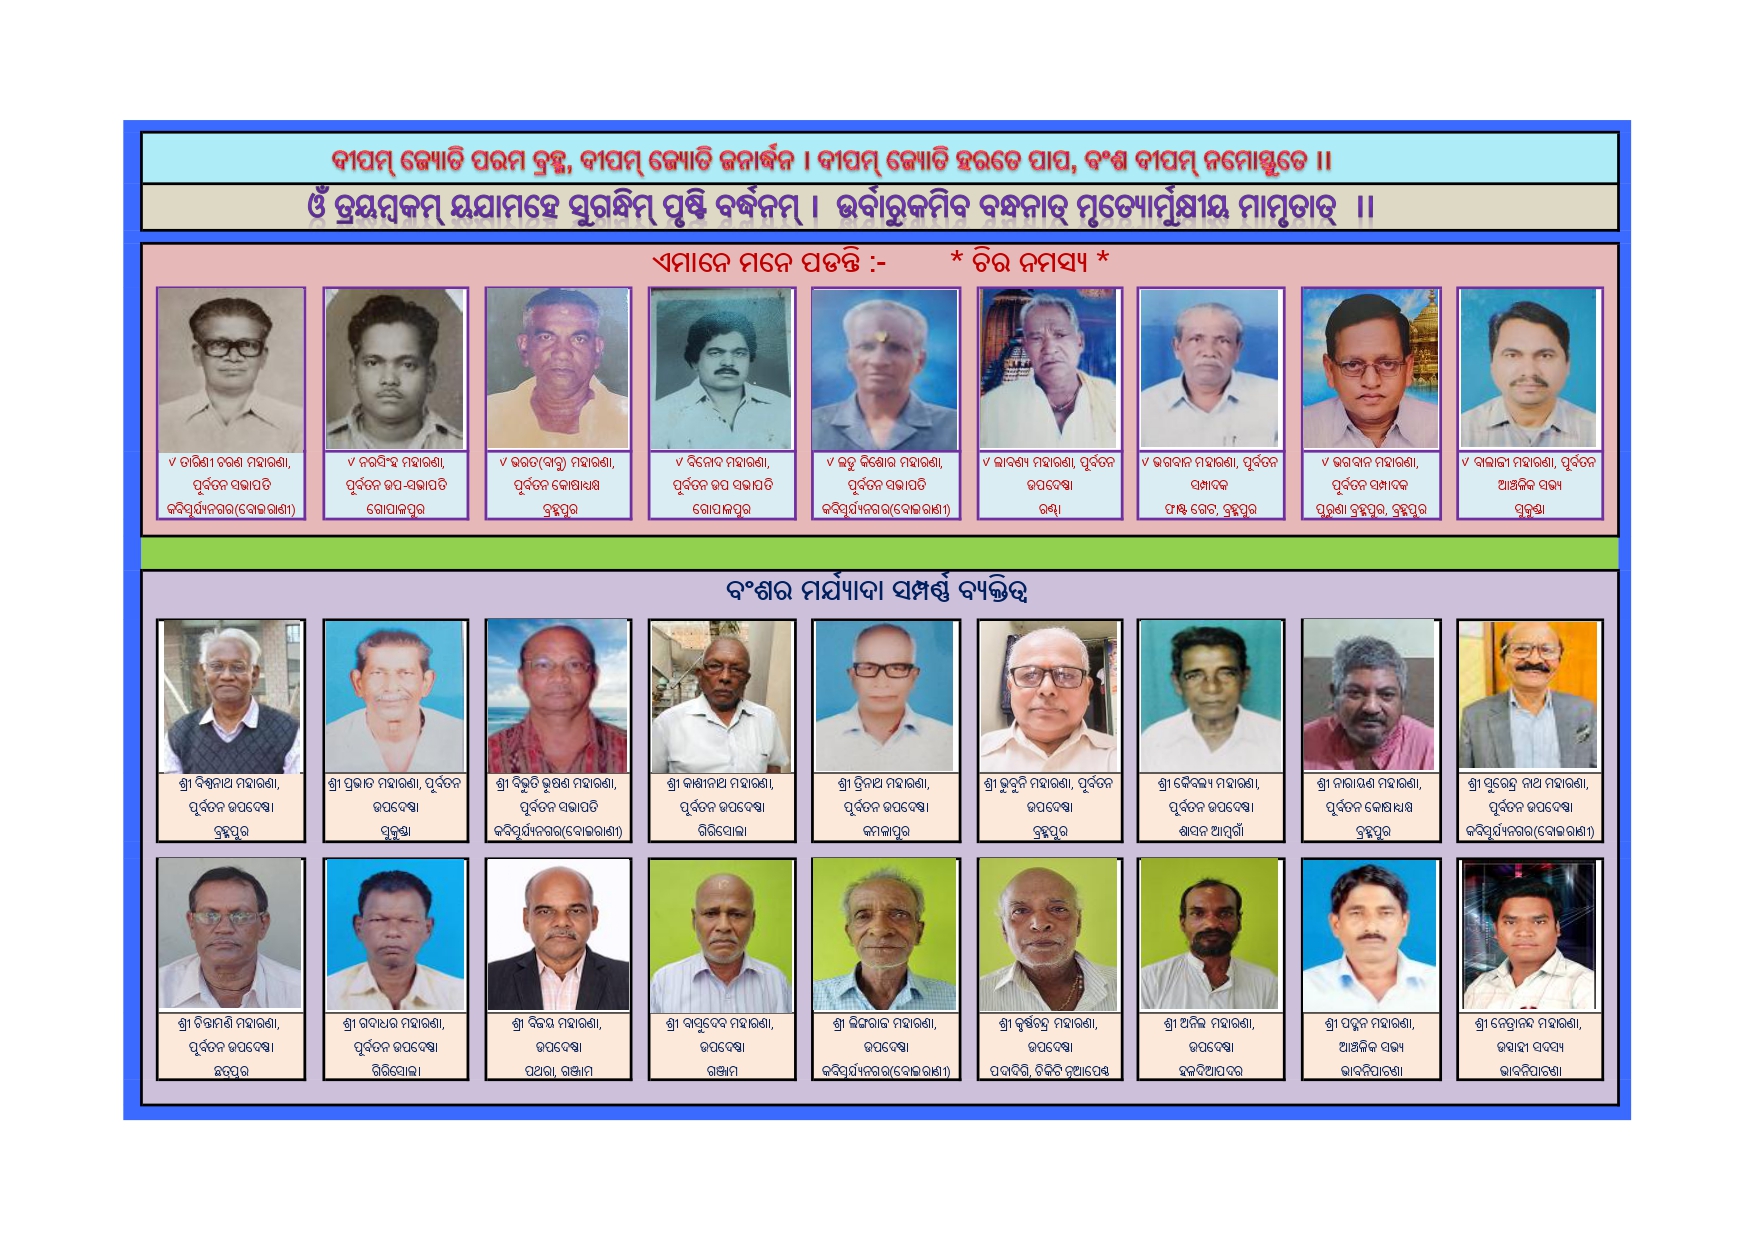 ଦୀପମ୍ ଜ୍ୟୋତି ପରମ ବ୍ରହ୍ମ, ଦୀପମ୍ ଜ୍ୟୋତି ଜନାର୍ଦ୍ଧନ । ଦୀପମ୍ ଜ୍ୟୋତି ହରତେ ପାପ, ବଂଶ ଦୀପମ୍ ନମୋସ୍ଥୁତେ ।।
ଓଁ ତ୍ରୟମ୍ବକମ୍ ୟଯାମହେ ସୁଗନ୍ଧିମ୍ ପୃଷ୍ଟି ବର୍ଦ୍ଧନମ୍ । ଉର୍ବାରୁକମିବ ବନ୍ଧନାତ୍ ମୃତ୍ୟୋର୍ମୁକ୍ଷୀୟ ମାମୃତାତ୍ ।।
ଏମାନେ ମନେ ପଡନ୍ତି :- * ଚିର ନମସ୍ୟ *
√ ତାରିଣୀ ଚରଣ ମହାରଣା,
ପୂର୍ବତନ ସଭାପତି
କବିସୂର୍ଯ୍ୟନଗର(ବୋଇରାଣୀ)
√ ନରସିଂହ ମହାରଣା,
ପୂର୍ବତନ ଉପ-ସଭାପତି
ଗୋପାଳପୁର
√ ଭରତ(ବାବୁ) ମହାରଣା,
ପୂର୍ବତନ କୋଷାଧ୍ୟକ୍ଷ
ବ୍ରହ୍ମପୁର
√ ବିନୋଦ ମହାରଣା,
ପୂର୍ବତନ ଉପ ସଭାପତି
ଗୋପାଳପୁର
√ ଲଡୁ କିଶୋର ମହାରଣା,
ପୂର୍ବତନ ସଭାପତି
କବିସୂର୍ଯ୍ୟନଗର(ବୋଇରାଣୀ)
√ ଲାବଣ୍ୟ ମହାରଣା, ପୂର୍ବତନ
ଉପଦେଷ୍ଟା
ରଣ୍ଢା
√ ଭଗବାନ ମହାରଣା, ପୂର୍ବତନ
ସମ୍ପାଦକ
ଫାଷ୍ଟ ଗେଟ, ବ୍ରହ୍ମପୁର
√ ଭଗବାନ ମହାରଣା,
ପୂର୍ବତନ ସମ୍ପାଦକ
ପୁରୁଣା ବ୍ରହ୍ମପୁର, ବ୍ରହ୍ମପୁର
√ ବାଲାଜୀ ମହାରଣା, ପୂର୍ବତନ
ଆଞ୍ଚଳିକ ସଭ୍ୟ
ସୁକୁଣ୍ଡା
ବଂଶର ମର୍ଯ୍ୟାଦା ସମ୍ପର୍ଣ୍ଣ ବ୍ୟକ୍ତିତ୍ୱ
ଶ୍ରୀ ବିଶ୍ୱନାଥ ମହାରଣା,
ପୂର୍ବତନ ଉପଦେଷ୍ଟା
ବ୍ରହ୍ମପୁର
ଶ୍ରୀ ପ୍ରଭାତ ମହାରଣା, ପୂର୍ବତନ
ଉପଦେଷ୍ଟା
ସୁକୁଣ୍ଡା
ଶ୍ରୀ ବିଭୁତି ଭୂଷଣ ମହାରଣା,
ପୂର୍ବତନ ସଭାପତି
କବିସୂର୍ଯ୍ୟନଗର(ବୋଇରାଣୀ)
ଶ୍ରୀ କାଶୀନାଥ ମହାରଣା,
ପୂର୍ବତନ ଉପଦେଷ୍ଟା
ଗିରିସୋଲା
ଶ୍ରୀ ତ୍ରିନାଥ ମହାରଣା,
ପୂର୍ବତନ ଉପଦେଷ୍ଟା
କମଳାପୁର
ଶ୍ରୀ ଭୁବୁନି ମହାରଣା, ପୂର୍ବତନ
ଉପଦେଷ୍ଟା
ବ୍ରହ୍ମପୁର
ଶ୍ରୀ କୈବଲ୍ୟ ମହାରଣା,
ପୂର୍ବତନ ଉପଦେଷ୍ଟା
ଶାସନ ଆମ୍ବଗାଁ
ଶ୍ରୀ ନାରାୟଣ ମହାରଣା,
ପୂର୍ବତନ କୋଷାଧ୍ୟକ୍ଷ
ବ୍ରହ୍ମପୁର
ଶ୍ରୀ ସୁରେନ୍ଦ୍ର ନାଥ ମହାରଣା,
ପୂର୍ବତନ ଉପଦେଷ୍ଟା
କବିସୂର୍ଯ୍ୟନଗର(ବୋଇରାଣୀ)
ଶ୍ରୀ ଚିନ୍ତାମଣି ମହାରଣା,
ପୂର୍ବତନ ଉପଦେଷ୍ଟା
ଛତ୍ରପୁର
ଶ୍ରୀ ଗଦାଧର ମହାରଣା,
ପୂର୍ବତନ ଉପଦେଷ୍ଟା
ଗିରିସୋଲା
ଶ୍ରୀ ବିଜୟ ମହାରଣା,
ଉପଦେଷ୍ଟା
ପଥରା, ଗଞ୍ଜାମ
ଶ୍ରୀ ବାସୁଦେବ ମହାରଣା,
ଉପଦେଷ୍ଟା
ଗଞ୍ଜାମ
ଶ୍ରୀ ଲିଙ୍ଗରାଜ ମହାରଣା,
ଉପଦେଷ୍ଟା
କବିସୂର୍ଯ୍ୟନଗର(ବୋଇରାଣୀ)
ଶ୍ରୀ କୃର୍ଷଚନ୍ଦ୍ର ମହାରଣା,
ଉପଦେଷ୍ଟା
ପଦାଦିଗି, ଚିକିଟି ନୂଆପେଣ୍ଠ
ଶ୍ରୀ ଅନିଲ ମହାରଣା,
ଉପଦେଷ୍ଟା
ହଳଦିଆପଦର
ଶ୍ରୀ ପଦ୍ମନ ମହାରଣା,
ଆଞ୍ଚଳିକ ସଭ୍ୟ
ଭାବନିପାଟଣା
ଶ୍ରୀ ନେତ୍ରାନନ୍ଦ ମହାରଣା,
ଉତ୍ସାହୀ ସଦସ୍ୟ
ଭାବନିପାଟଣା